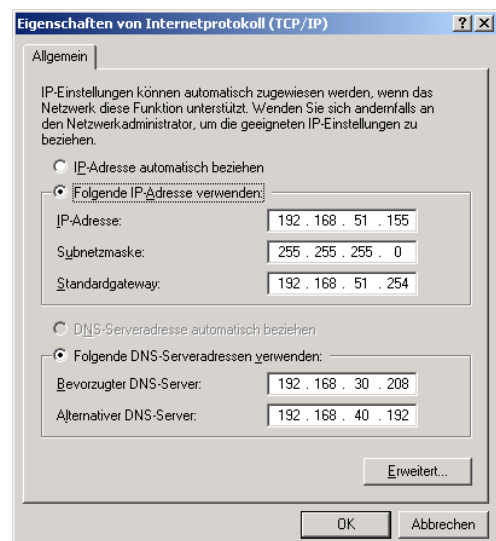 Eigenschaften von Internetprotokoll (TCP/IP)
Allgemein
IP-Einstellungen können automatisch zugewiesen werden, wenn das
Netzwerk diese Funktion unterstützt. Wenden Sie sich andernfalls an
den Netzwerkadministrator, um die geeigneten IP-Einstellungen zu
beziehen.
IP-Adresse automatisch beziehen
Folgende IP-Adresse verwenden:
IP-Adresse: 192 . 168 . 51 . 155
Subnetzmaske: 255 . 255 . 255 . 0
Standardgateway: 192 . 168 . 51 . 254
DNS-Serveradresse automatisch beziehen
Folgende DNS-Serveradressen verwenden:
Bevorzugter DNS-Server: 192 . 168 . 30 . 208
Alternativer DNS-Server: 192 . 168 . 40 . 192
Erweitert...
OK Abbrechen